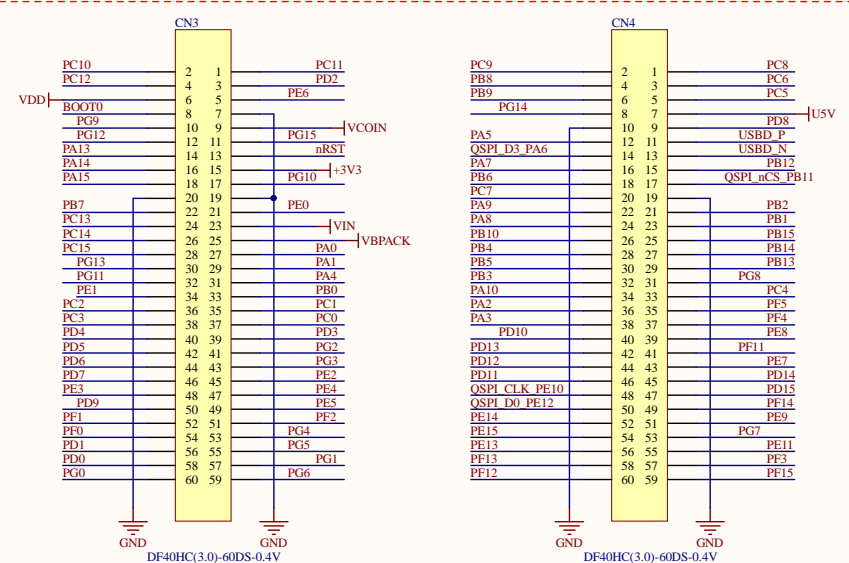 CN3
PC10 2 1 PC11
PC12 4 3 PD2
VDD 6 5 PE6
BOOT0 8 7
PG9 10 9 VCOIN
PG12 12 11 PG15
PA13 14 13 nRST
PA14 16 15 +3V3
PA15 18 17 PG10
20 19
PB7 22 21 PE0
PC13 24 23 VIN
PC14 26 25 VBPACK
PC15 28 27 PA0
PG13 30 29 PA1
PG11 32 31 PA4
PE1 34 33 PB0
PC2 36 35 PC1
PC3 38 37 PC0
PD4 40 39 PD3
PD5 42 41 PG2
PD6 44 43 PG3
PD7 46 45 PE2
PE3 48 47 PE4
PD9 50 49 PE5
PF1 52 51 PF2
PF0 54 53 PG4
PD1 56 55 PG5
PD0 58 57 PG1
PG0 60 59 PG6
GND GND
DF40HC(3.0)-60DS-0.4V
CN4
PC9 2 1 PC8
PB8 4 3 PC6
PB9 6 5 PC5
PG14 8 7 U5V
10 9 PD8
PA5 12 11 USBD_P
QSPI_D3_PA6 14 13 USBD_N
PA7 16 15 PB12
PB6 18 17 QSPI_nCS_PB11
PC7 20 19
PA9 22 21 PB2
PA8 24 23 PB1
PB10 26 25 PB15
PB4 28 27 PB14
PB5 30 29 PB13
PB3 32 31 PG8
PA10 34 33 PC4
PA2 36 35 PF5
PA3 38 37 PF4
PD10 40 39 PE8
PD13 42 41 PF11
PD12 44 43 PE7
PD11 46 45 PD14
QSPI_CLK_PE10 48 47 PD15
QSPI_D0_PE12 50 49 PF14
PE14 52 51 PE9
PE15 54 53 PG7
PE13 56 55 PE11
PF13 58 57 PF3
PF12 60 59 PF15
GND GND
DF40HC(3.0)-60DS-0.4V